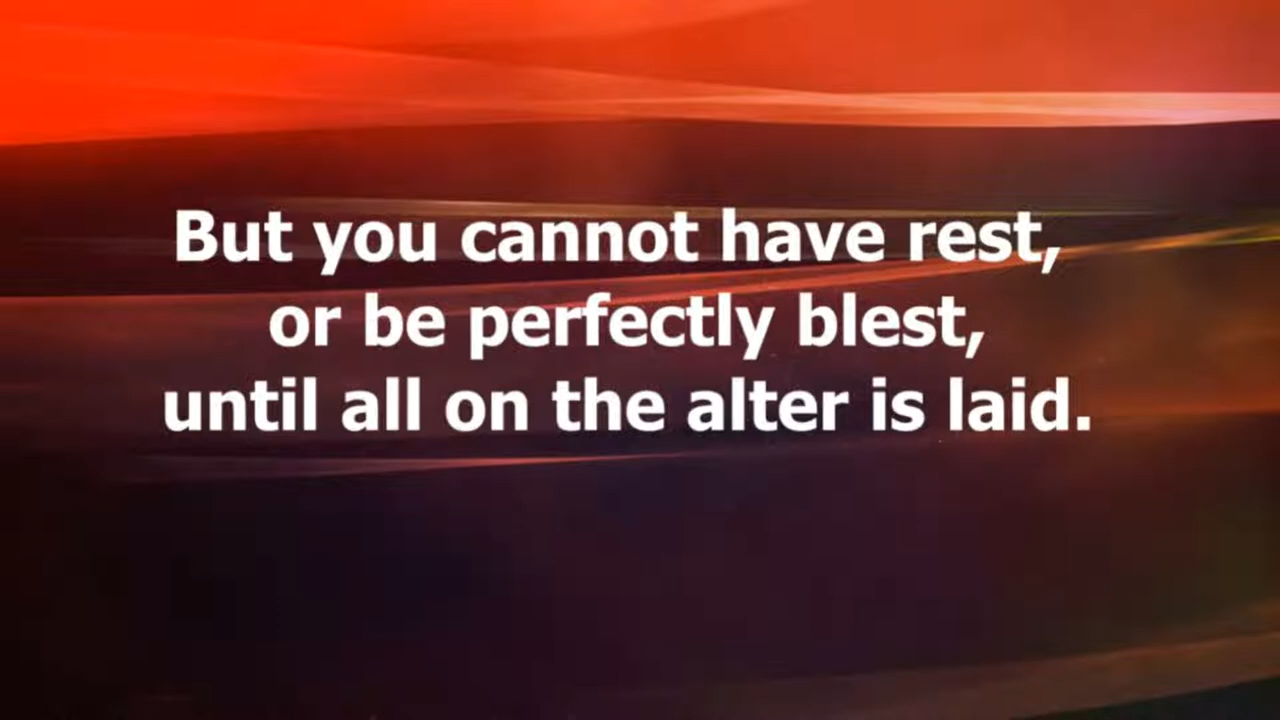 But you cannot have rest,
or be perfectly blest,
until all on the alter is laid.